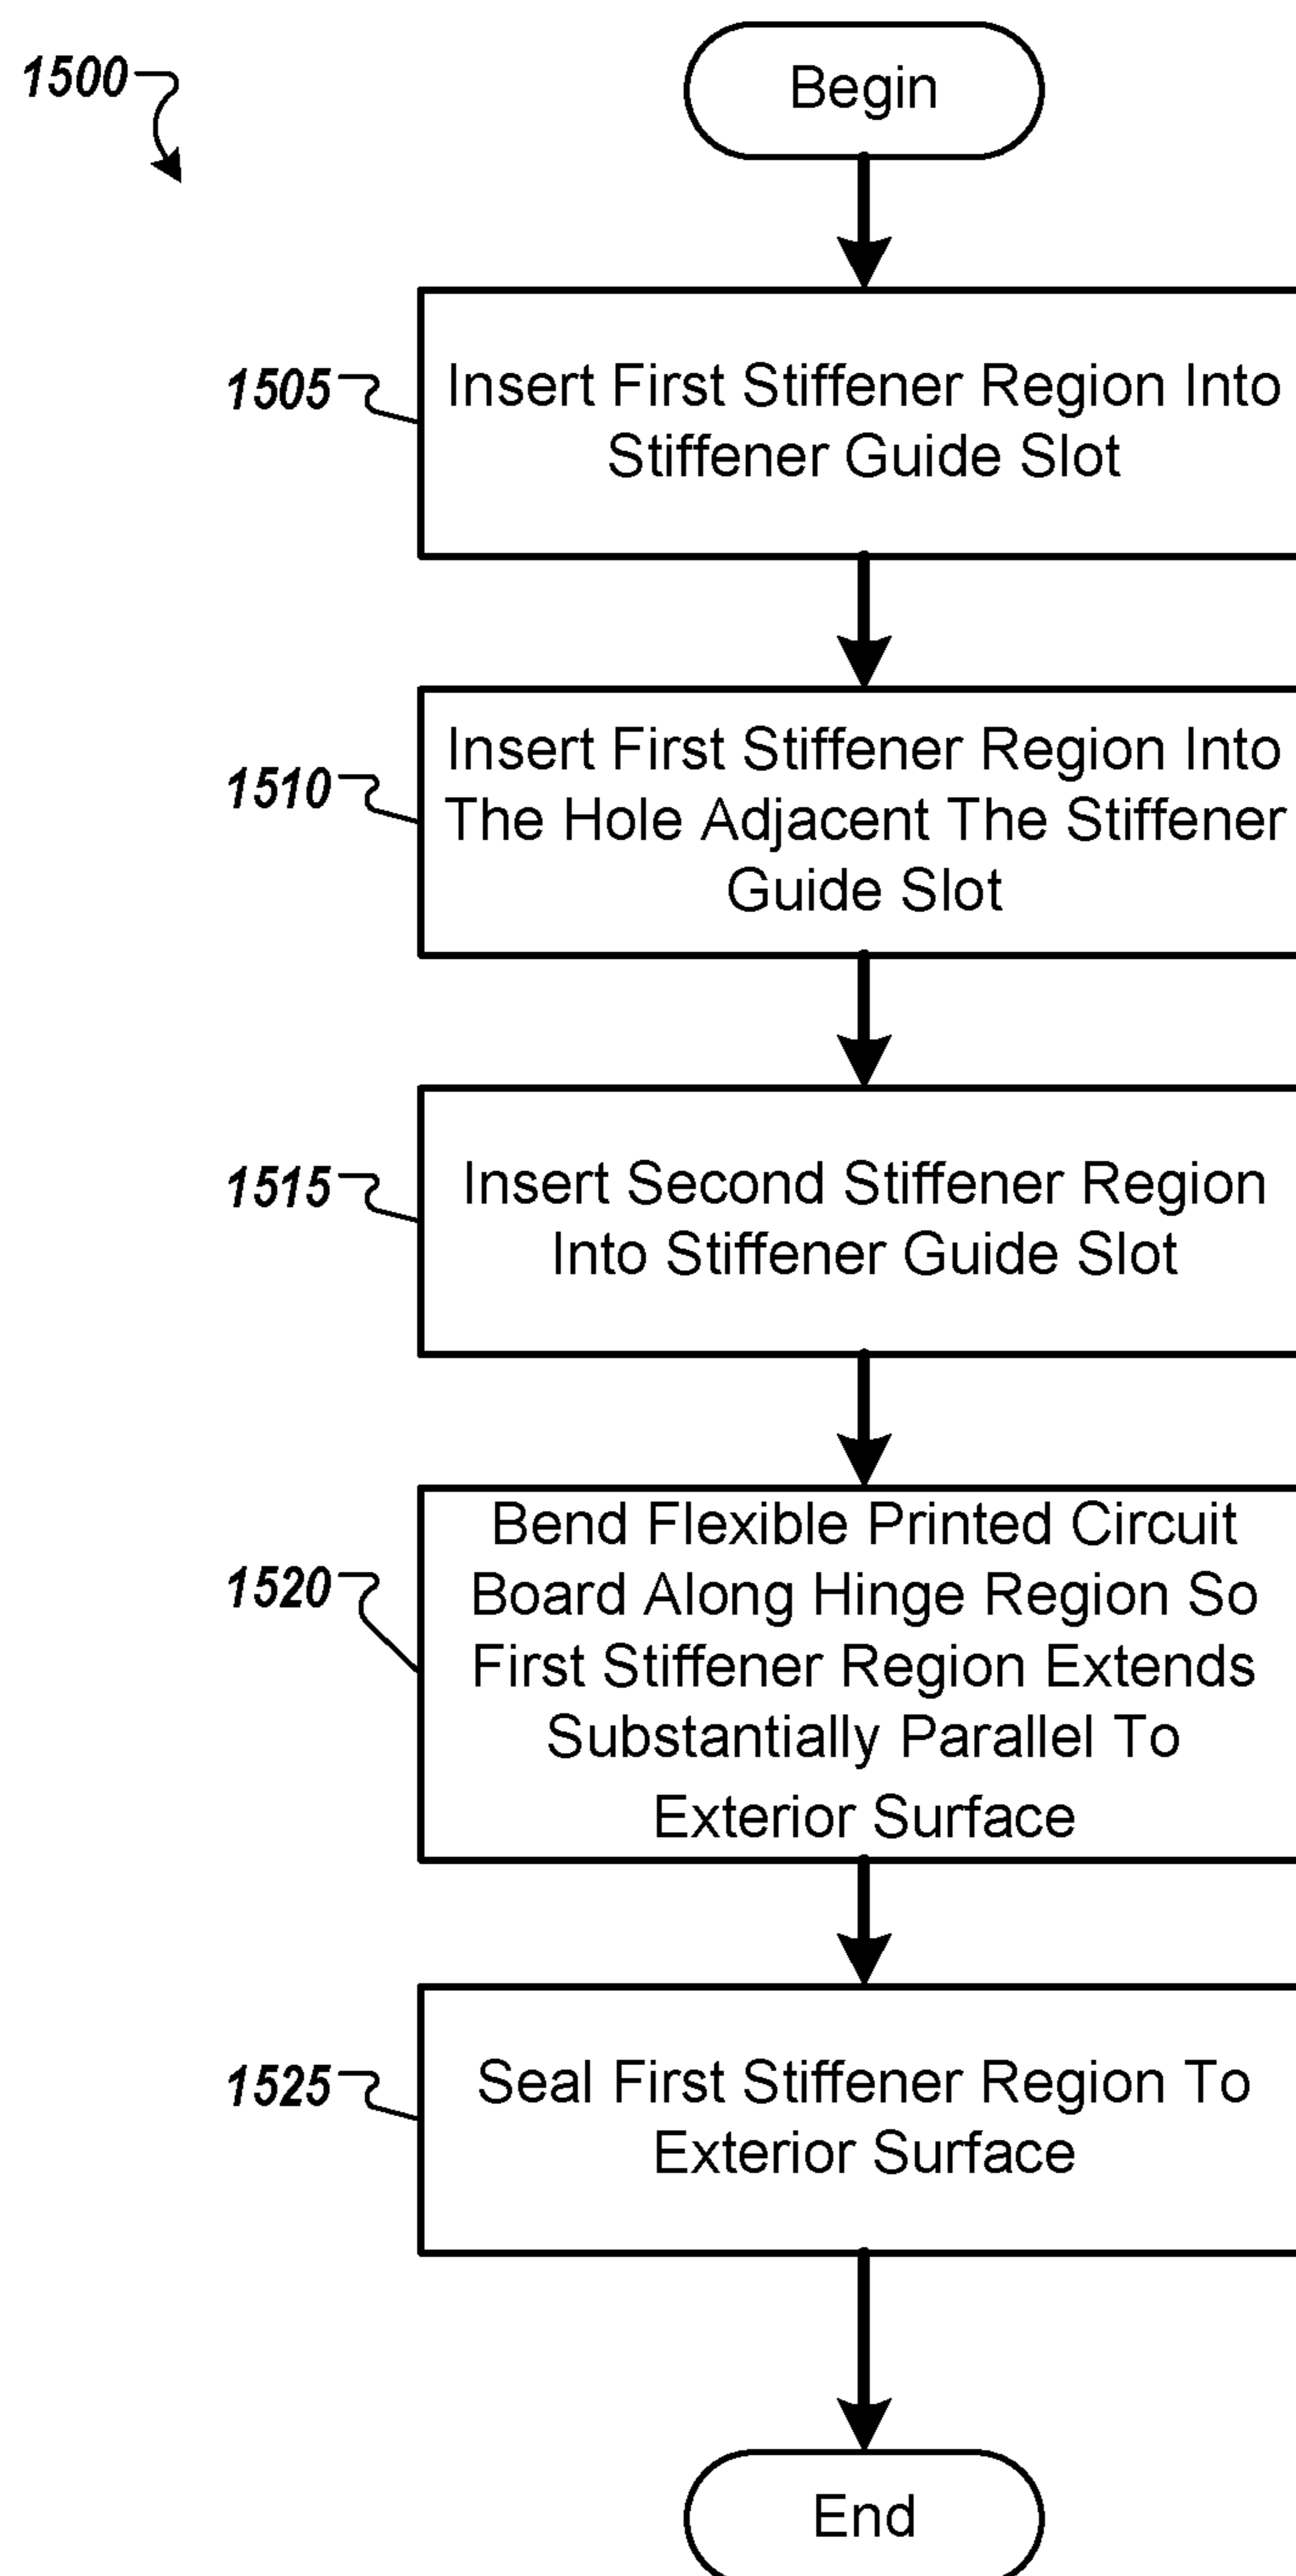 1500
Begin
1505
Insert First Stiffener Region Into
Stiffener Guide Slot
1510
Insert First Stiffener Region Into
The Hole Adjacent The Stiffener
Guide Slot
1515
Insert Second Stiffener Region
Into Stiffener Guide Slot
1520
Bend Flexible Printed Circuit
Board Along Hinge Region So
First Stiffener Region Extends
Substantially Parallel To
Exterior Surface
1525
Seal First Stiffener Region To
Exterior Surface
End